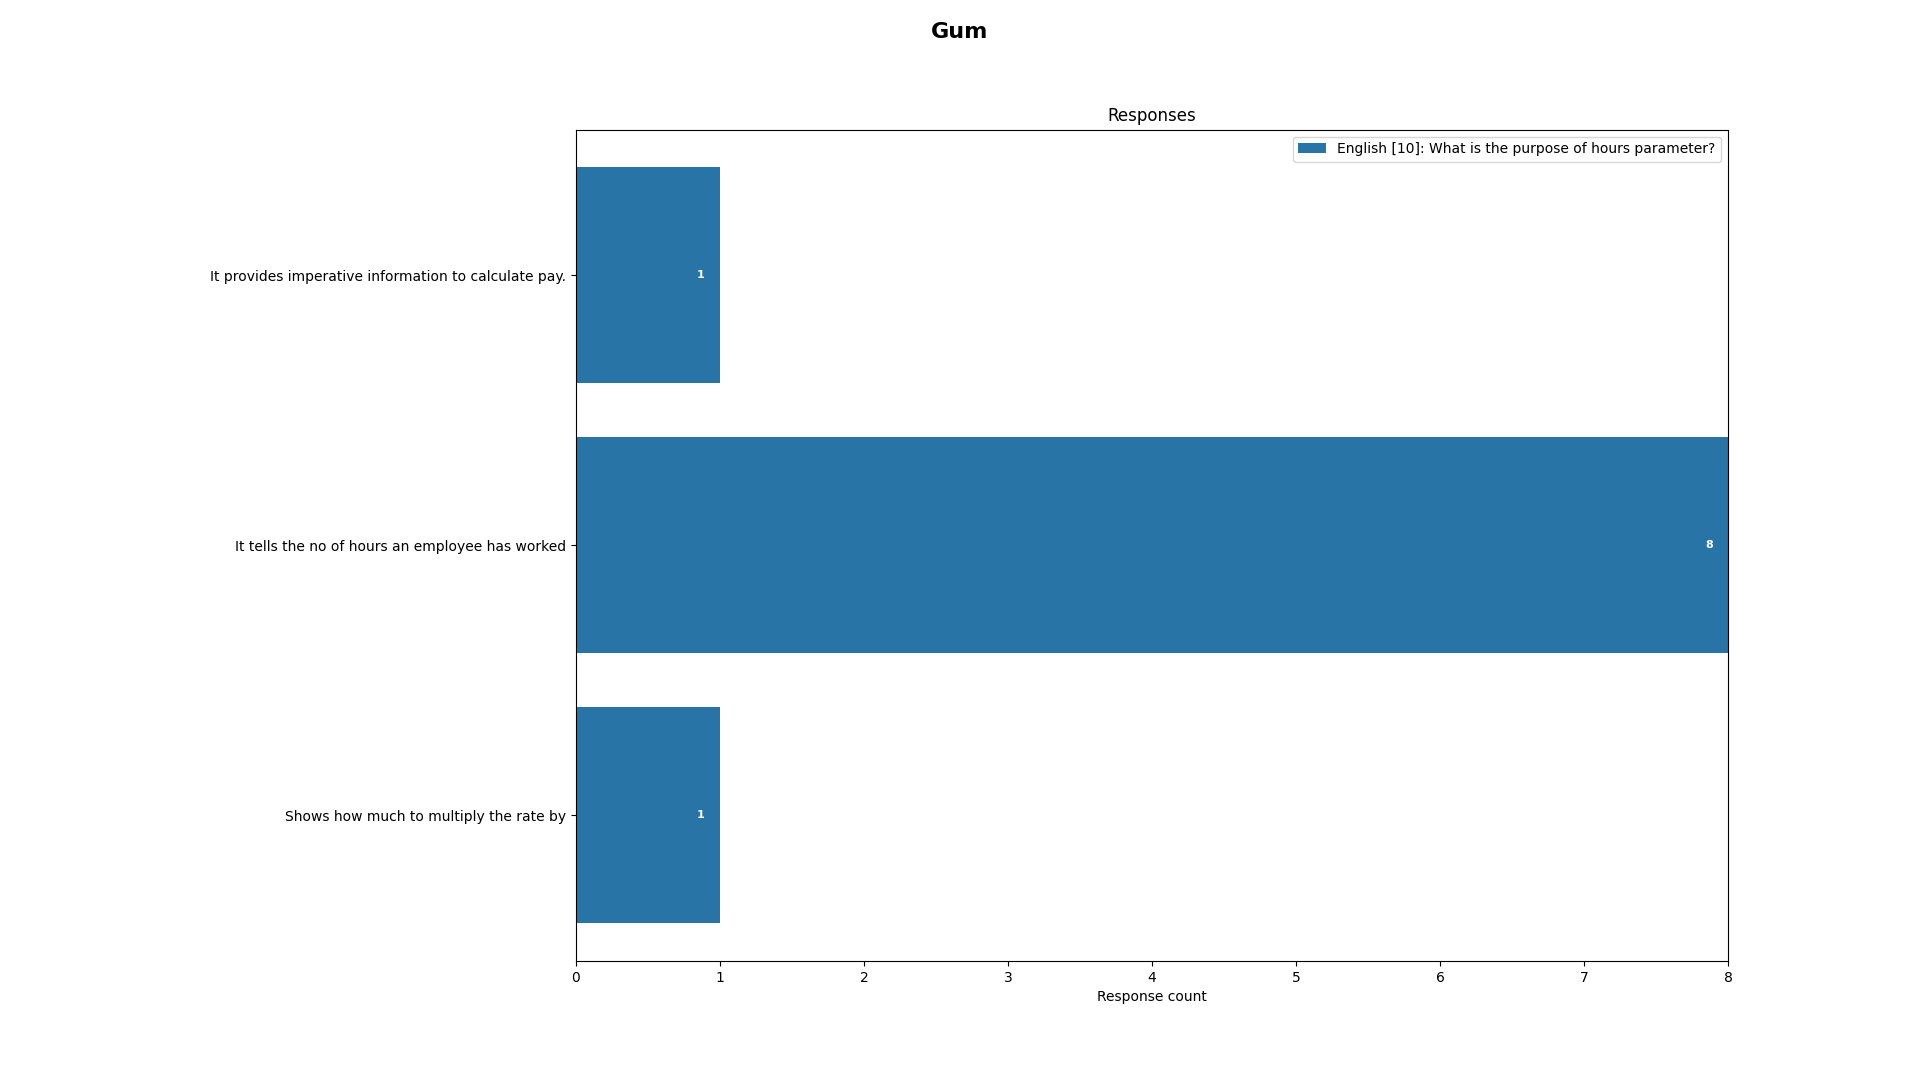 Gum
Responses
English [10]: What is the purpose of hours parameter?
It provides imperative information to calculate pay.
1
It tells the no of hours an employee has worked
8
Shows how much to multiply the rate by
1
0 1 2 3 4 5 6 7 8
Response count